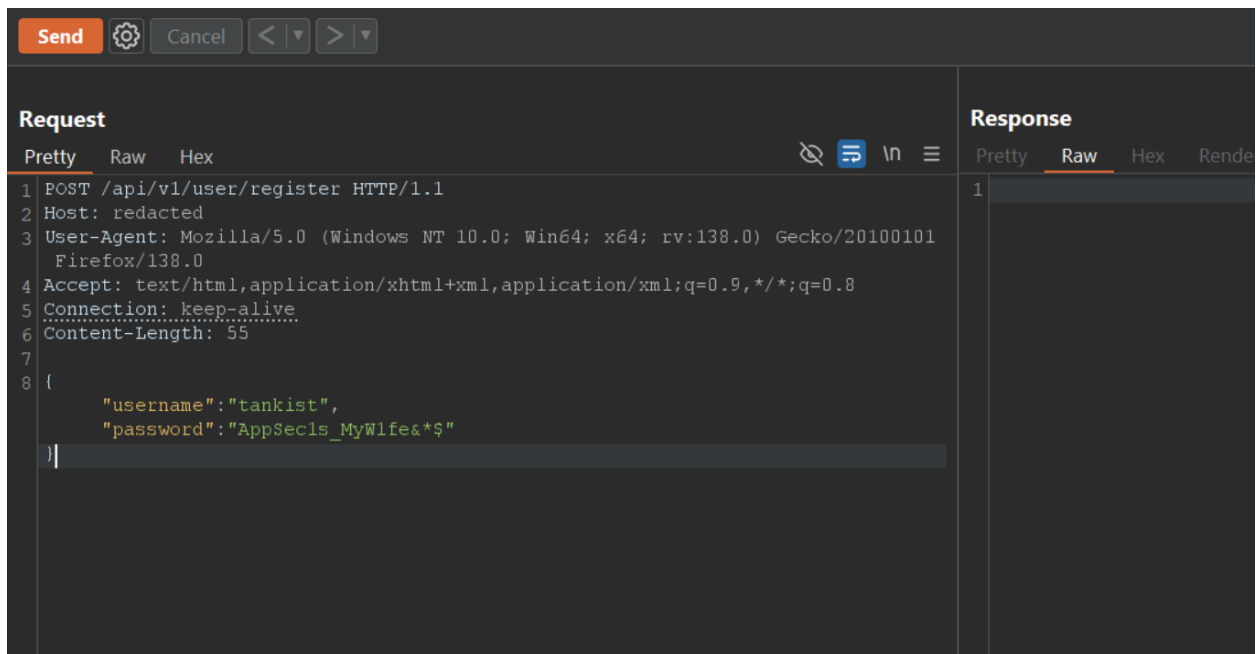 Send Cancel < ▼ > ▼
Request
Pretty Raw Hex \n
1 POST /api/v1/user/register HTTP/1.1
2 Host: redacted
3 User-Agent: Mozilla/5.0 (Windows NT 10.0; Win64; x64; rv:138.0) Gecko/20100101
Firefox/138.0
4 Accept: text/html,application/xhtml+xml,application/xml;q=0.9,*/*;q=0.8
5 Connection: keep-alive
6 Content-Length: 55
7
8 {
"username":"tankist",
"password":"AppSec1s_MyW1fe&*$"
}
Response
Pretty Raw Hex Rende
1